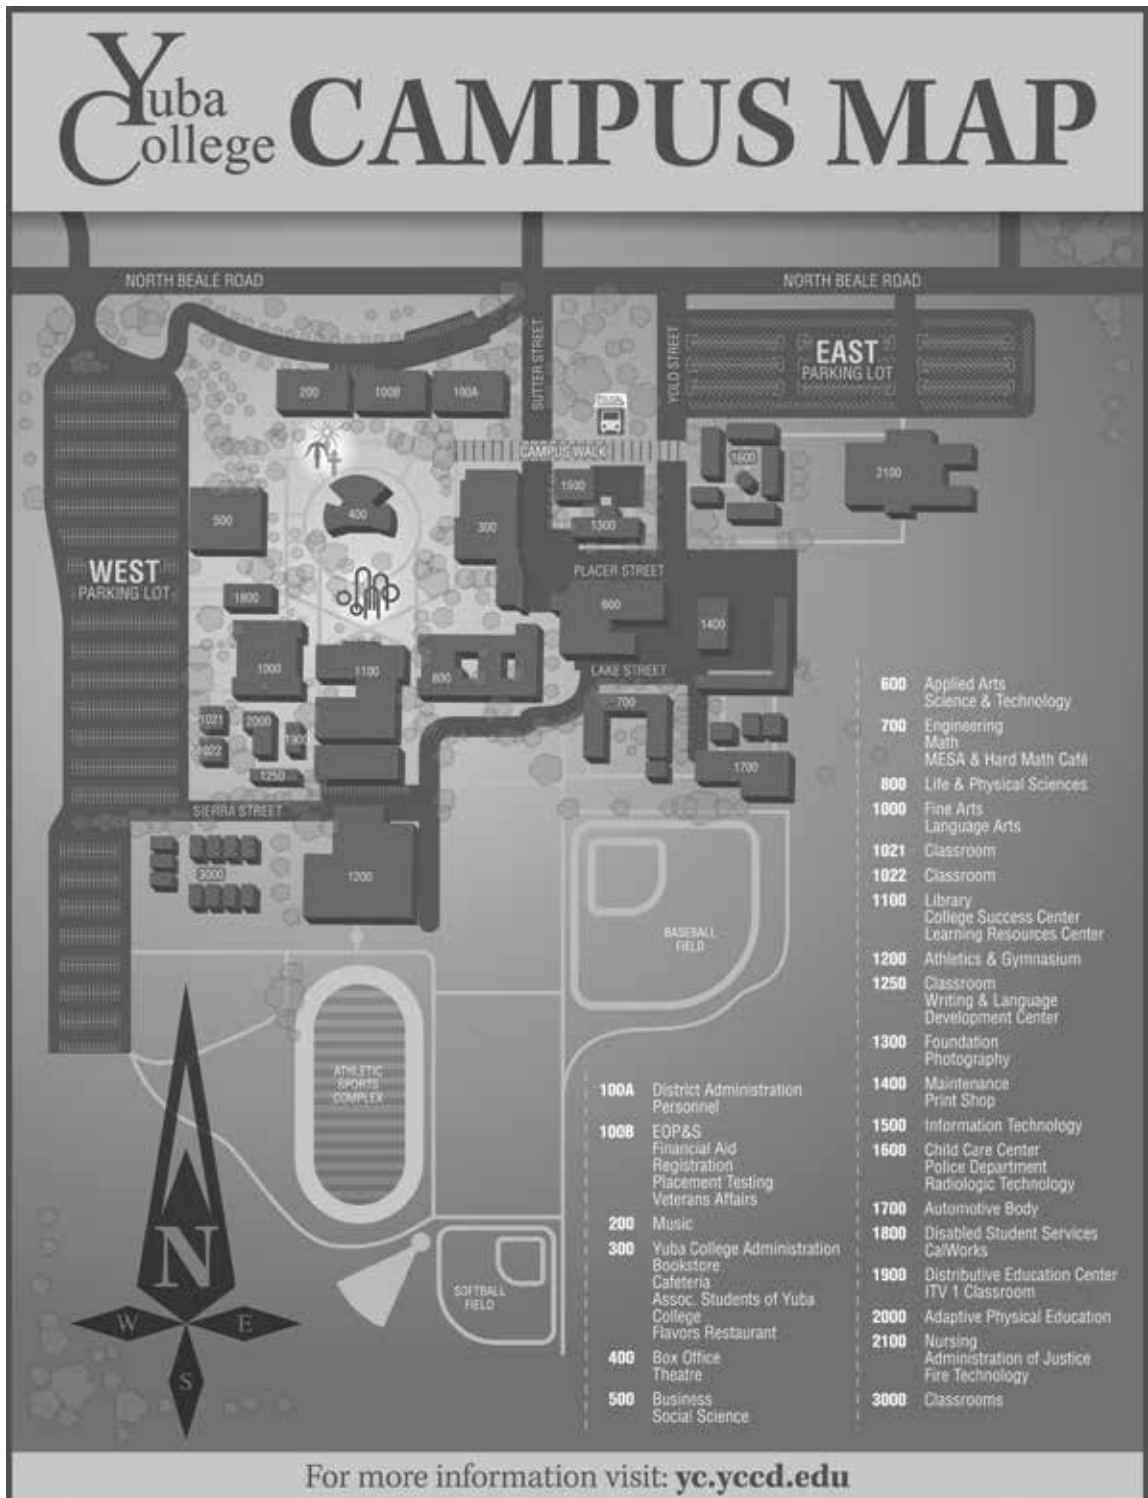 Yuba
College
CAMPUS MAP
NORTH BEALE ROAD
NORTH BEALE ROAD
SUTTER STREET
YOLO STREET
EAST
PARKING LOT
200
100B
100A
CAMPUS WALK
1600
2100
1500
500
400
300
1300
WEST
PARKING LOT
PLACER STREET
1800
600
1400
1000
1100
800
LAKE STREET
700
1021
2000
1900
1022
1250
1700
SIERRA STREET
3000
1200
BASEBALL
FIELD
ATHLETIC
SPORTS
COMPLEX
SOFTBALL
FIELD
N
W
E
S
100A District Administration
Personnel
100B EOP&S
Financial Aid
Registration
Placement Testing
Veterans Affairs
200 Music
300 Yuba College Administration
Bookstore
Cafeteria
Assoc. Students of Yuba
College
Flavors Restaurant
400 Box Office
Theatre
500 Business
Social Science
600 Applied Arts
Science & Technology
700 Engineering
Math
MESA & Hard Math Café
800 Life & Physical Sciences
1000 Fine Arts
Language Arts
1021 Classroom
1022 Classroom
1100 Library
College Success Center
Learning Resources Center
1200 Athletics & Gymnasium
1250 Classroom
Writing & Language
Development Center
1300 Foundation
Photography
1400 Maintenance
Print Shop
1500 Information Technology
1600 Child Care Center
Police Department
Radiologic Technology
1700 Automotive Body
1800 Disabled Student Services
CalWorks
1900 Distributive Education Center
ITV 1 Classroom
2000 Adaptive Physical Education
2100 Nursing
Administration of Justice
Fire Technology
3000 Classrooms
For more information visit: yc.yccd.edu